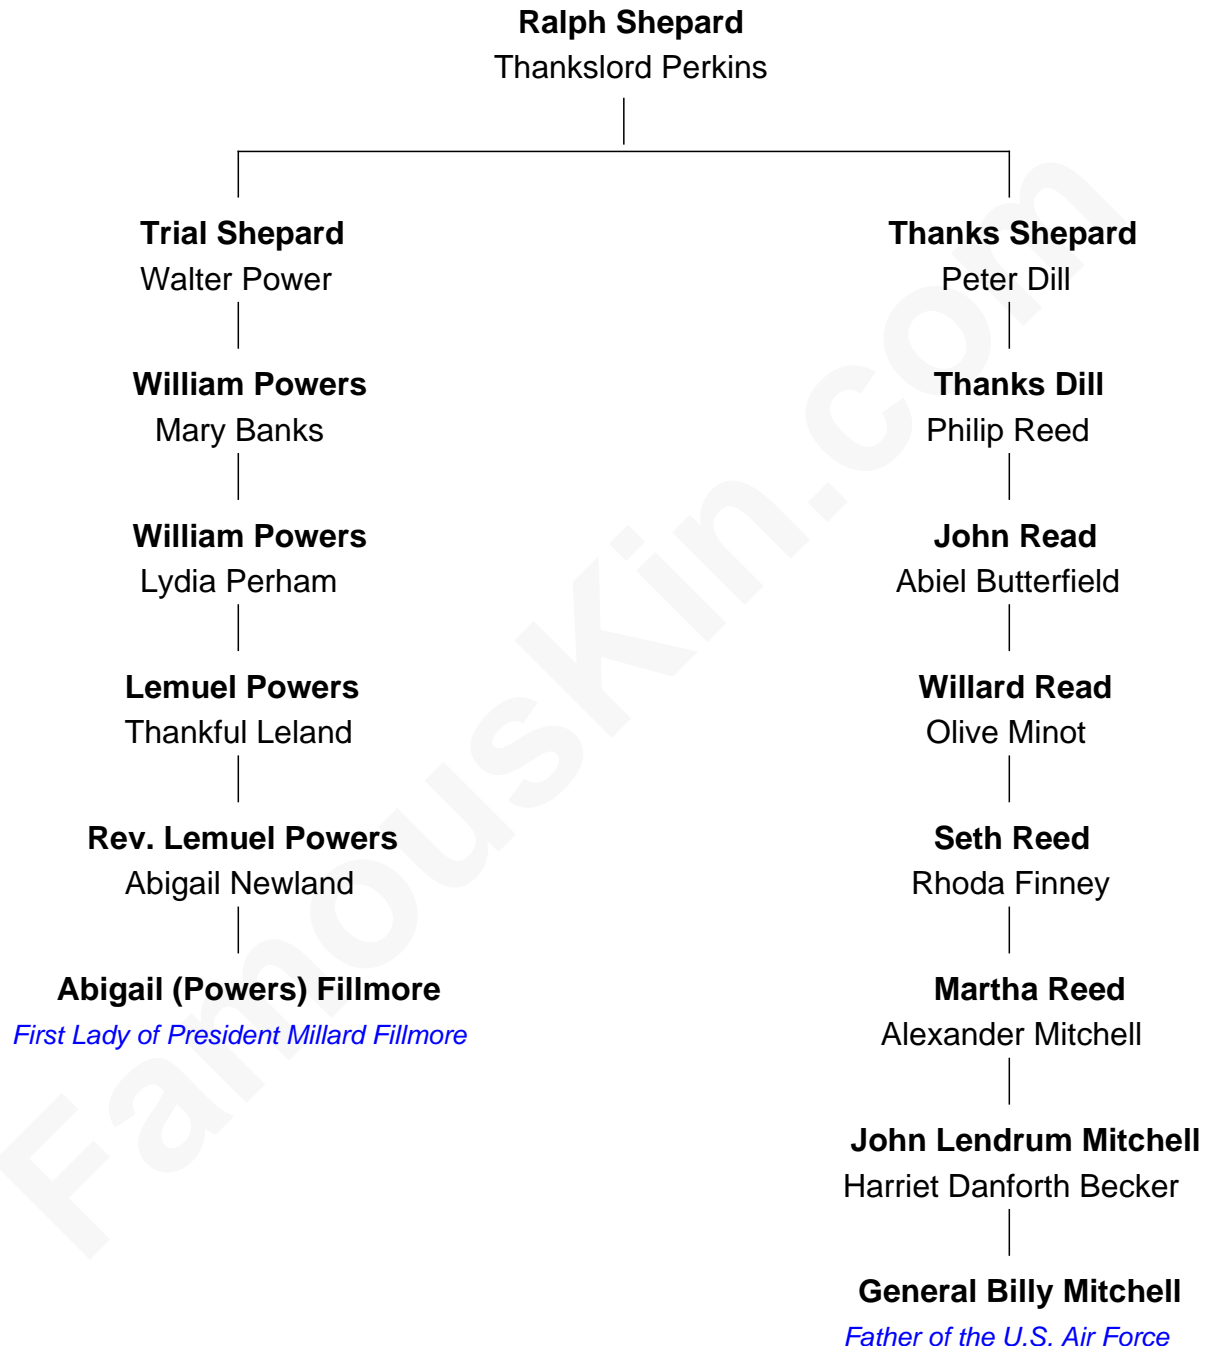 Ralph Shepard
Thankslord Perkins
Trial Shepard
Walter Power
Thanks Shepard
Peter Dill
William Powers
Mary Banks
Thanks Dill
Philip Reed
William Powers
Lydia Perham
John Read
Abiel Butterfield
Lemuel Powers
Thankful Leland
Willard Read
Olive Minot
Rev. Lemuel Powers
Abigail Newland
Seth Reed
Rhoda Finney
Abigail (Powers) Fillmore
First Lady of President Millard Fillmore
Martha Reed
Alexander Mitchell
John Lendrum Mitchell
Harriet Danforth Becker
General Billy Mitchell
Father of the U.S. Air Force
FamousKin.com